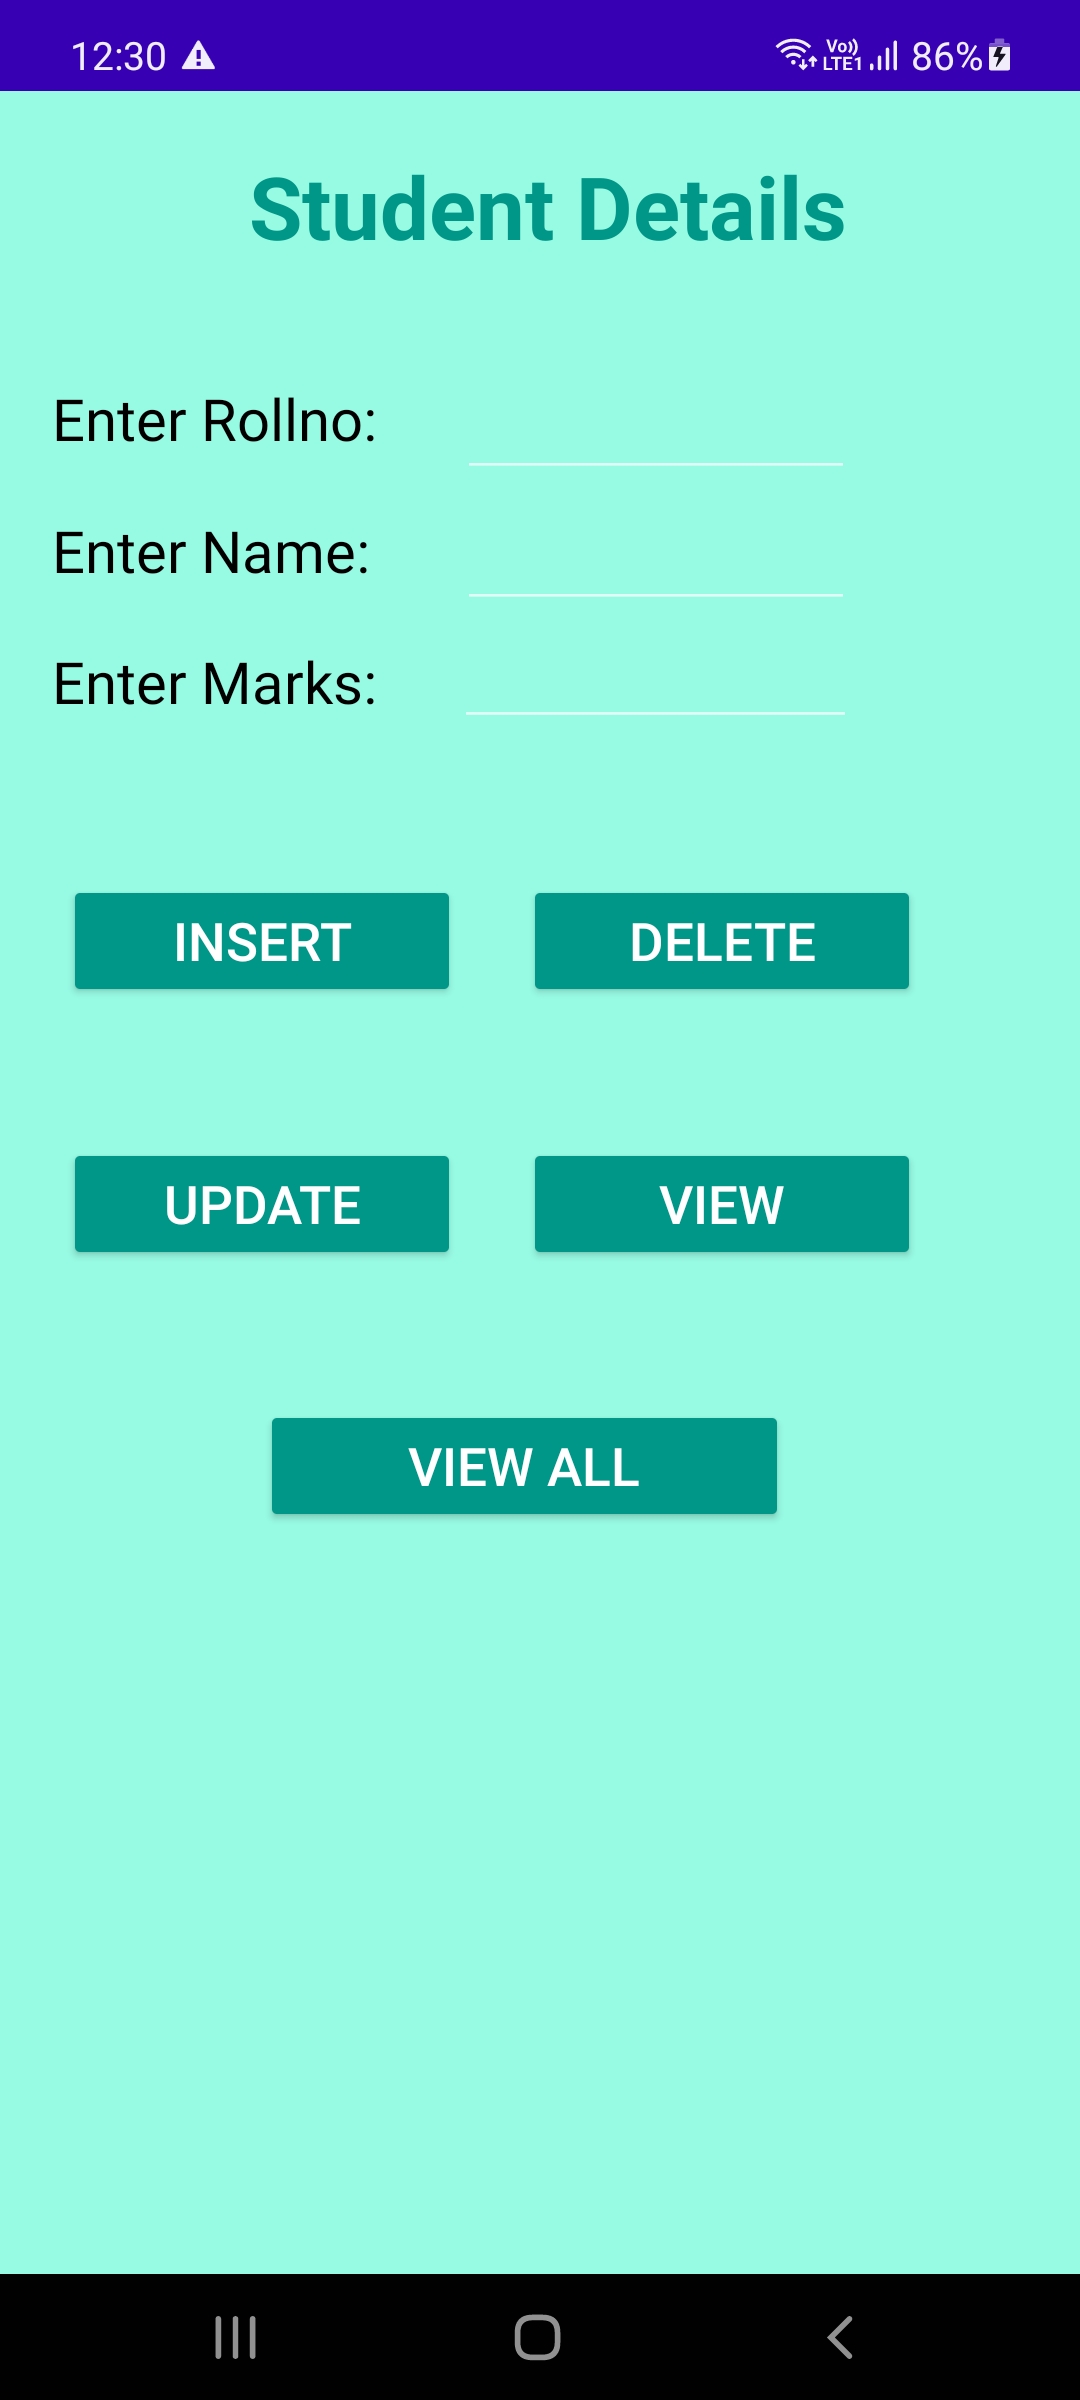 12:30 Vo)) LTE1 86%
Student Details
Enter Rollno:
Enter Name:
Enter Marks:
INSERT DELETE
UPDATE VIEW
VIEW ALL